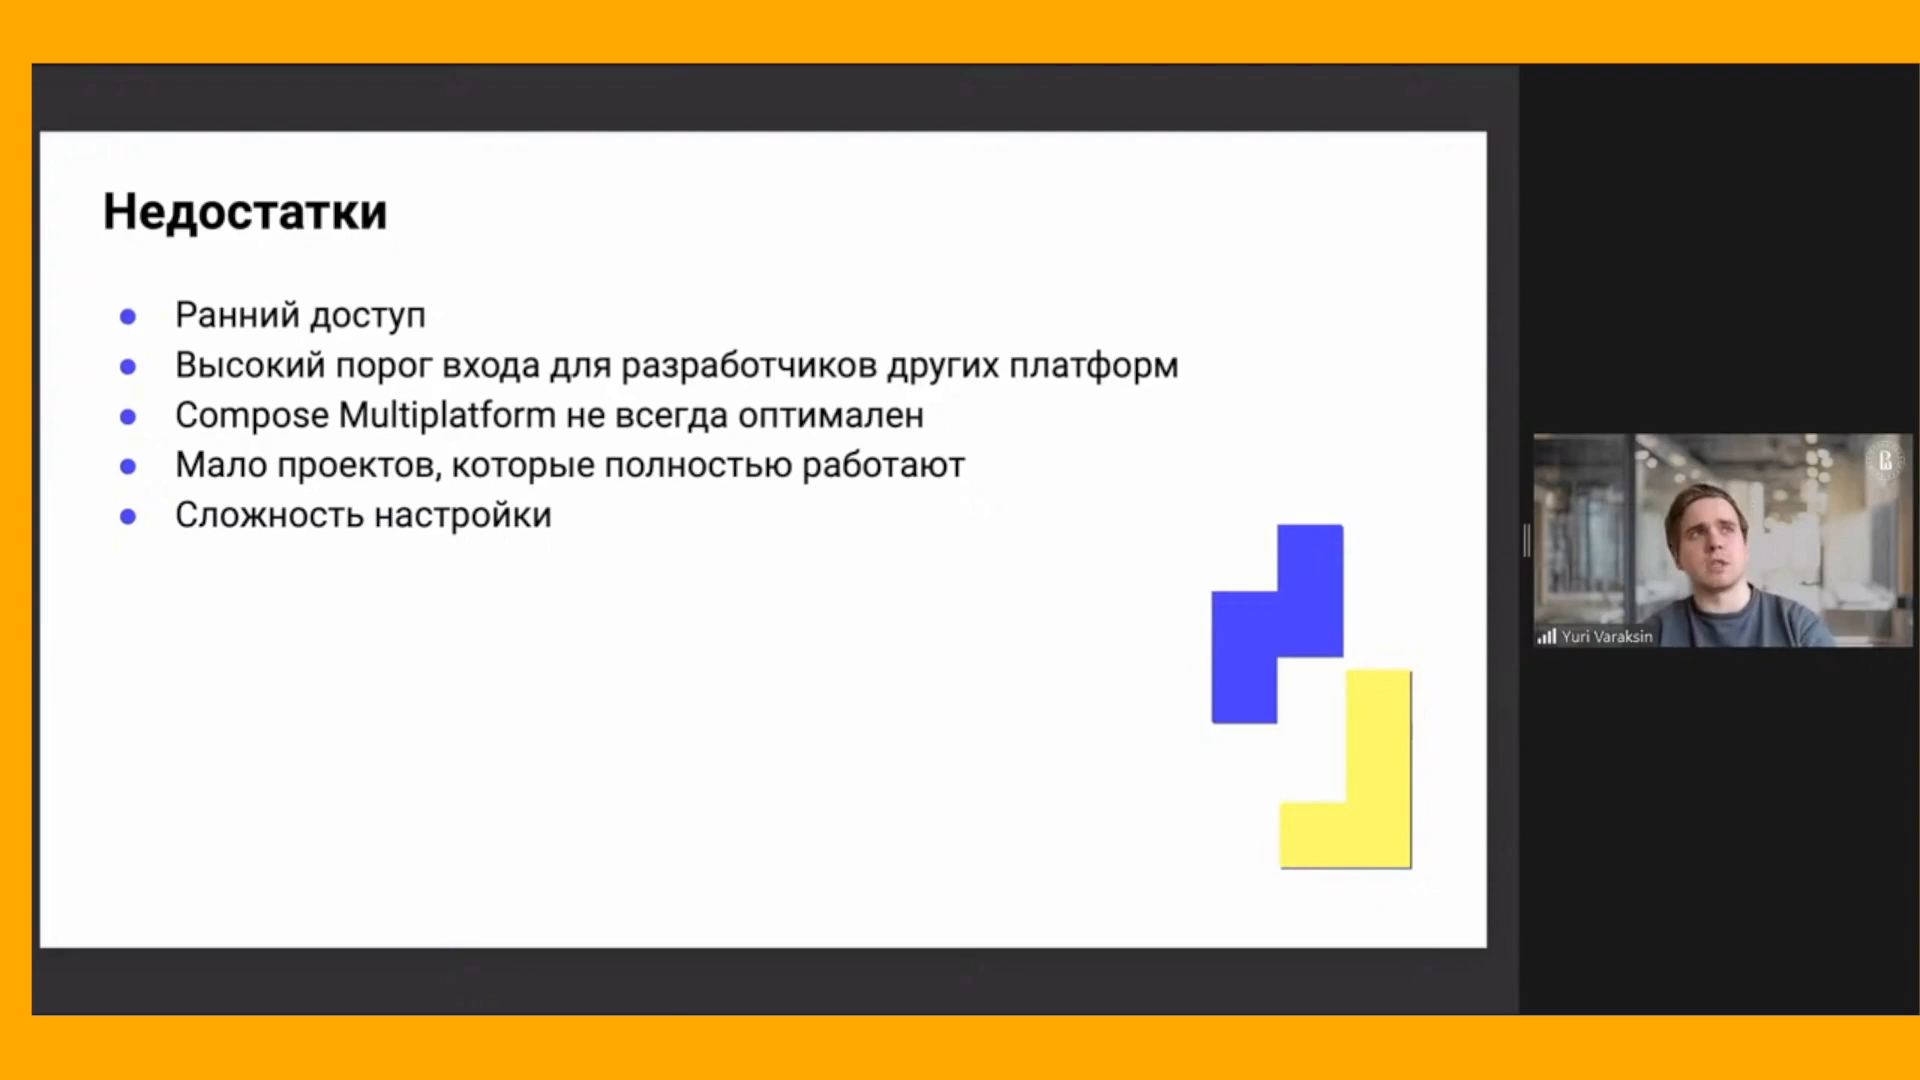 Недостатки
Ранний доступ
Высокий порог входа для разработчиков других платформ
Compose Multiplatform не всегда оптимален
Мало проектов, которые полностью работают
Сложность настройки
Yuri Varaksin